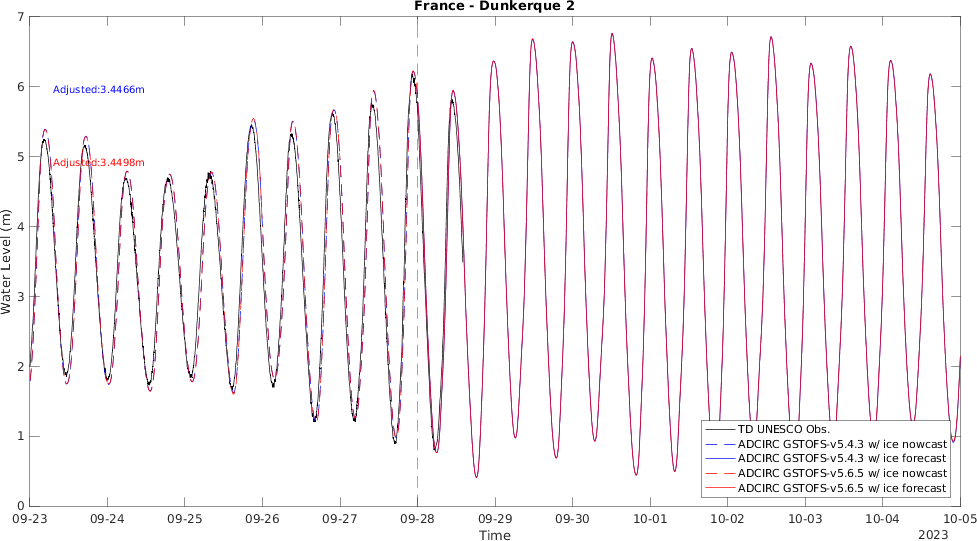 France - Dunkerque 2
7
6
5
4
3
2
1
0
Water Level (m)
Adjusted:3.4466m
Adjusted:3.4498m
TD UNESCO Obs.
ADCIRC GSTOFS-v5.4.3 w/ ice nowcast
ADCIRC GSTOFS-v5.4.3 w/ ice forecast
ADCIRC GSTOFS-v5.6.5 w/ ice nowcast
ADCIRC GSTOFS-v5.6.5 w/ ice forecast
09-23 09-24 09-25 09-26 09-27 09-28 09-29 09-30 10-01 10-02 10-03 10-04 10-05
Time
2023